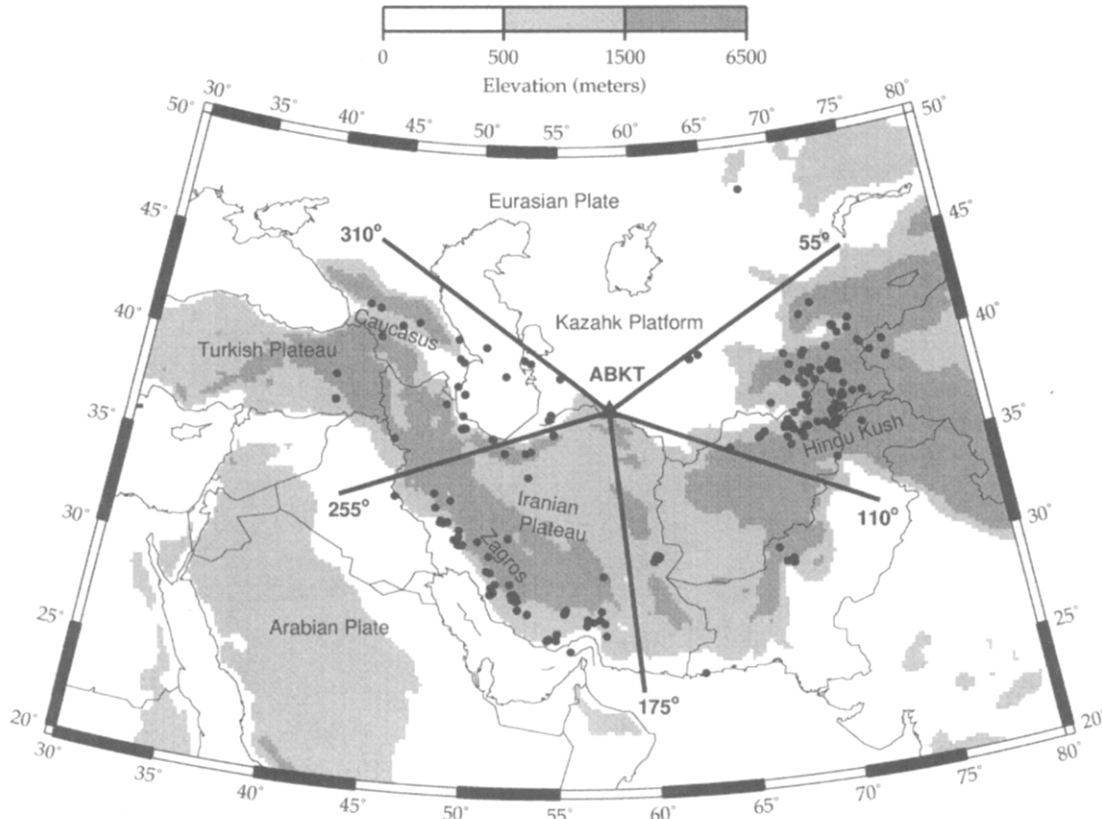 0 500 1500 6500
Elevation (meters)
30° 35° 40° 45° 50° 55° 60° 65° 70° 75° 80°
50° 50°
Eurasian Plate
45° 45°
310° 55°
40° 40°
Kazahk Platform
Caucasus
Turkish Plateau
ABKT
35° 35°
Hindu Kush
Iranian
Plateau
255° 110°
30° 30°
Zagros
Arabian Plate
25° 25°
175°
20° 20°
30° 35° 40° 45° 50° 55° 60° 65° 70° 75° 80°